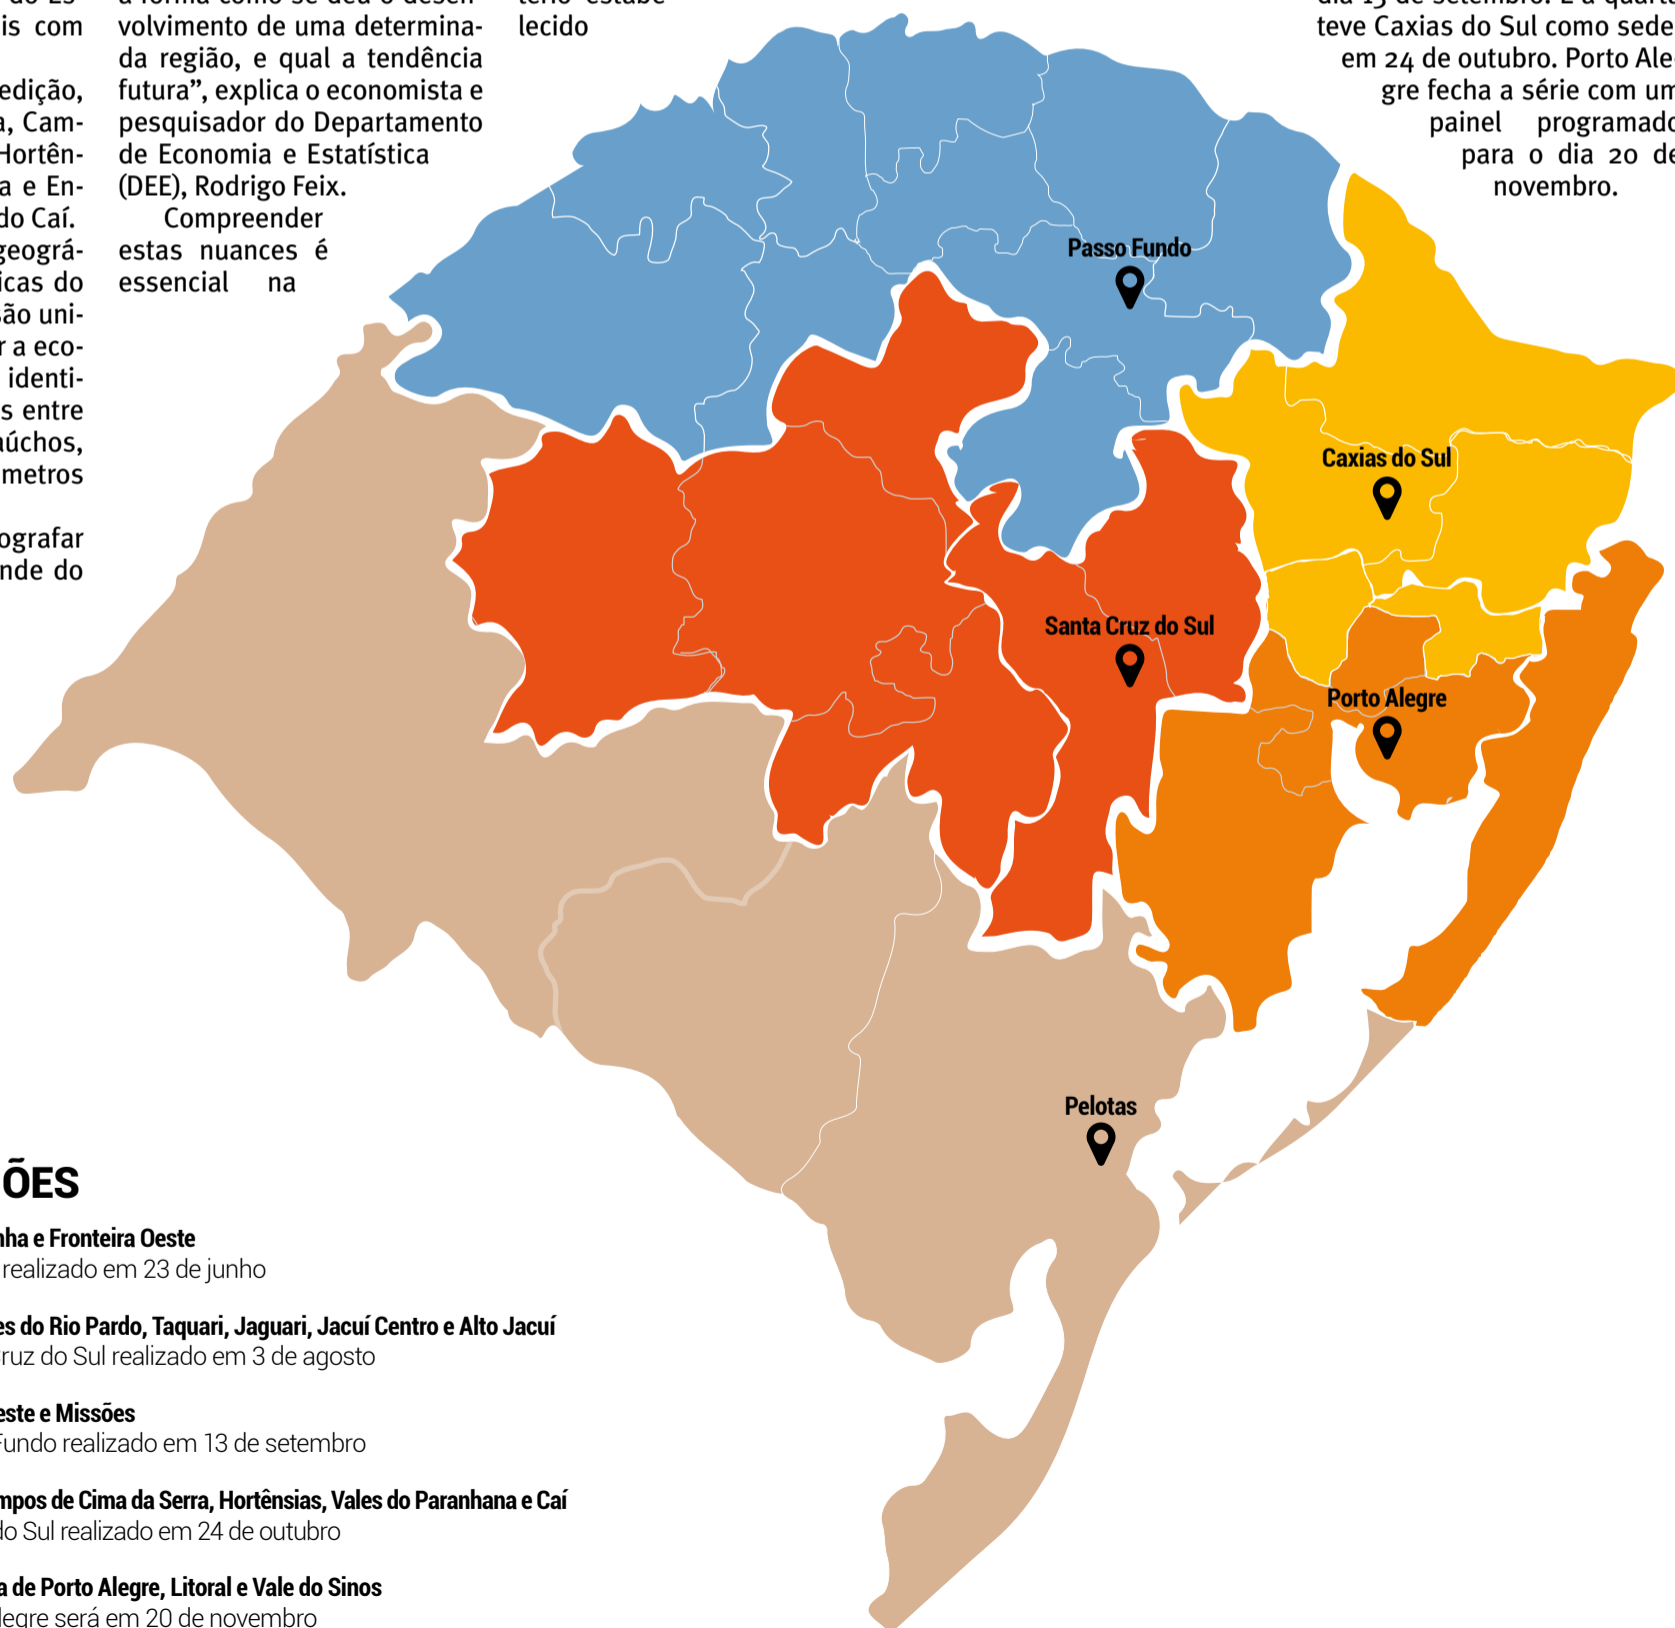 is com
edição,
a, Cam-
Hortên-
a e En-
do Caí.
geográ-
icas do
são uni-
r a eco-
identi-
s entre
aúchos,
metros
ografar
nde do
volvimento de uma determina-
da região, e qual a tendência
futura”, explica o economista e
pesquisador do Departamento
de Economia e Estatística
(DEE), Rodrigo Feix.
Compreender
estas nuances é
essencial na
lecido
dia 13 de setembro. E a quarta
teve Caxias do Sul como sede,
em 24 de outubro. Porto Ale-
gre fecha a série com um
painel programado
para o dia 20 de
novembro.
Passo Fundo
Caxias do Sul
Santa Cruz do Sul
Porto Alegre
Pelotas
ÕES
nha e Fronteira Oeste
realizado em 23 de junho
es do Rio Pardo, Taquari, Jaguari, Jacuí Centro e Alto Jacuí
Cruz do Sul realizado em 3 de agosto
este e Missões
Fundo realizado em 13 de setembro
mpos de Cima da Serra, Hortênsias, Vales do Paranhana e Caí
do Sul realizado em 24 de outubro
a de Porto Alegre, Litoral e Vale do Sinos
legre será em 20 de novembro